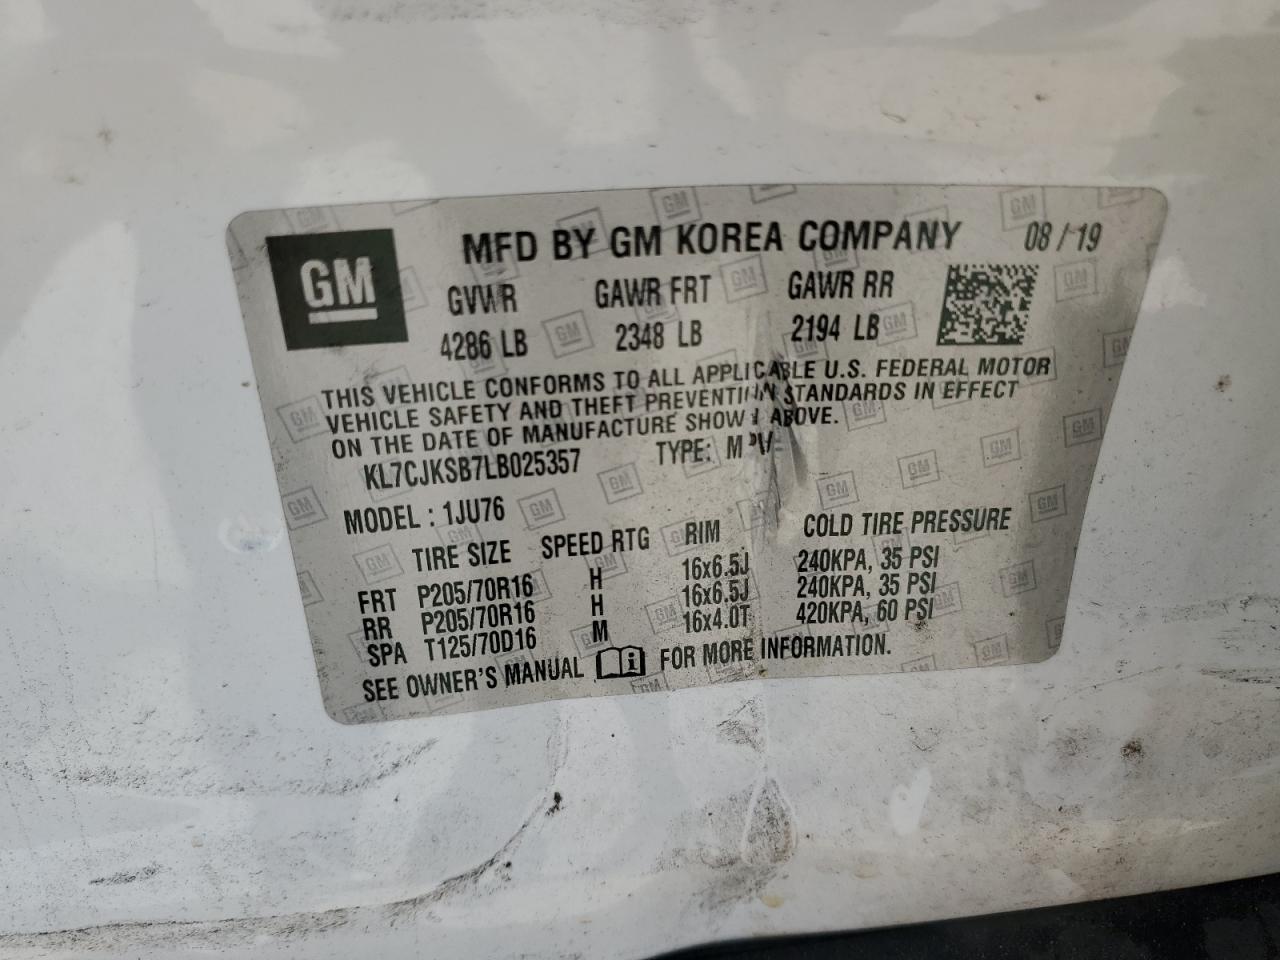 GM
MFD BY GM KOREA COMPANY 08/19
GVWR GAWR FRT GAWR RR
4286 LB 2348 LB 2194 LB
THIS VEHICLE CONFORMS TO ALL APPLICABLE U.S. FEDERAL MOTOR
VEHICLE SAFETY AND THEFT PREVENTION STANDARDS IN EFFECT
ON THE DATE OF MANUFACTURE SHOWN ABOVE.
KL7CJKSB7LB025357 TYPE: MPV
MODEL : 1JU76
TIRE SIZE SPEED RTG RIM COLD TIRE PRESSURE
FRT P205/70R16 H 16x6.5J 240KPA, 35 PSI
RR P205/70R16 H 16x6.5J 240KPA, 35 PSI
SPA T125/70D16 M 16x4.0T 420KPA, 60 PSI
SEE OWNER'S MANUAL FOR MORE INFORMATION.